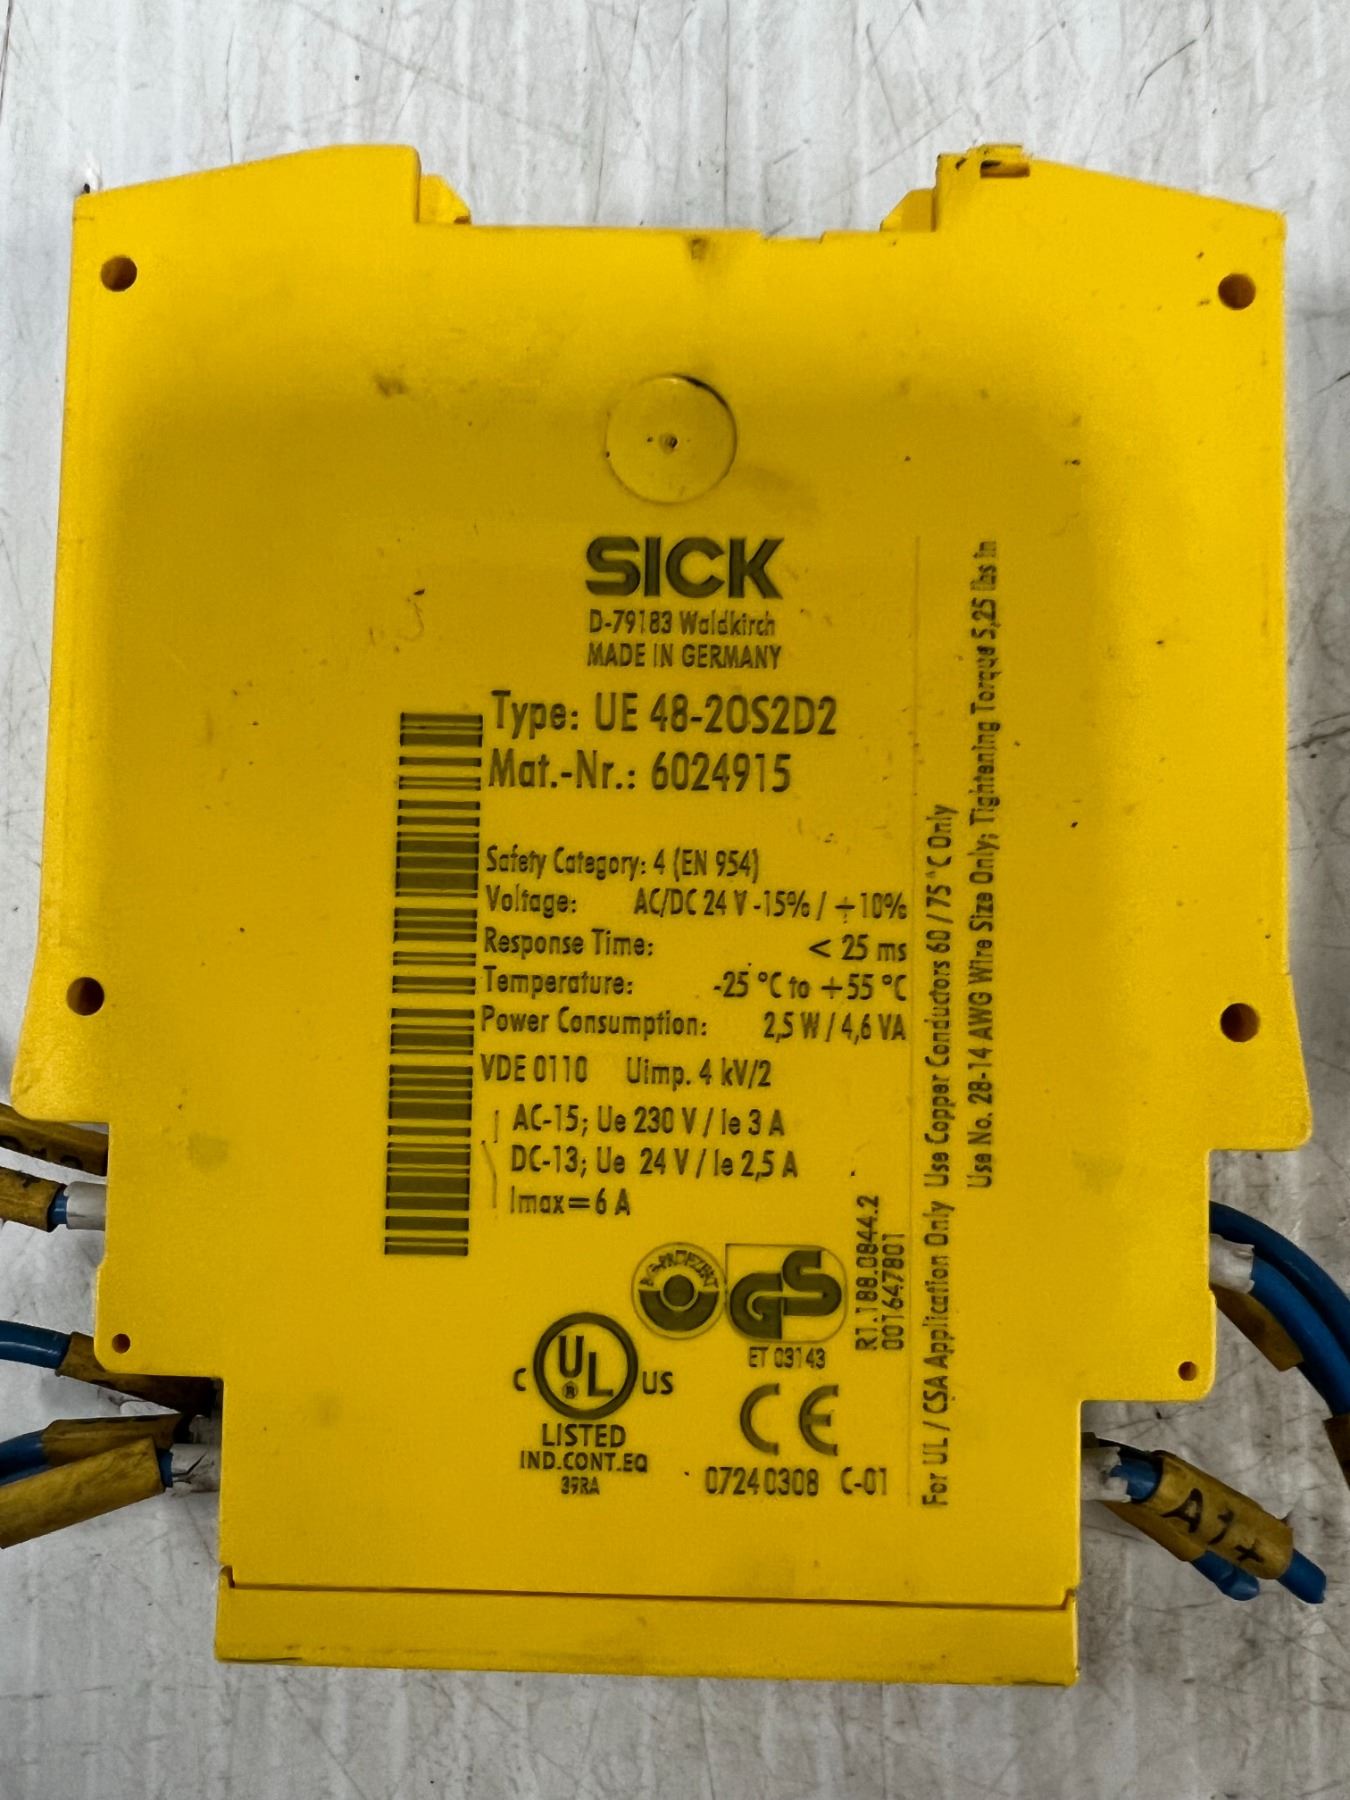 SICK
D-79183 Waldkirch
MADE IN GERMANY
Type: UE 48-2OS2D2
Mat.-Nr.: 6024915
Safety Category: 4 (EN 954)
Voltage: AC/DC 24 V -15% / +10%
Response Time: < 25 ms
Temperature: -25 °C to +55 °C
Power Consumption: 2,5 W / 4,6 VA
VDE 0110 Uimp. 4 kV/2
AC-15; Ue 230 V / Ie 3 A
DC-13; Ue 24 V / Ie 2,5 A
Imax=6 A
GS
ET 03143
C UL ® US
LISTED
IND.CONT.EQ
39RA
CE
07240308 C-01
R1.188.0844.2
001647801
For UL / CSA Application Only Use Copper Conductors 60 / 75 °C Only
Use No. 28-14 AWG Wire Size Only; Tightening Torque 5,25 lbs in
A1+